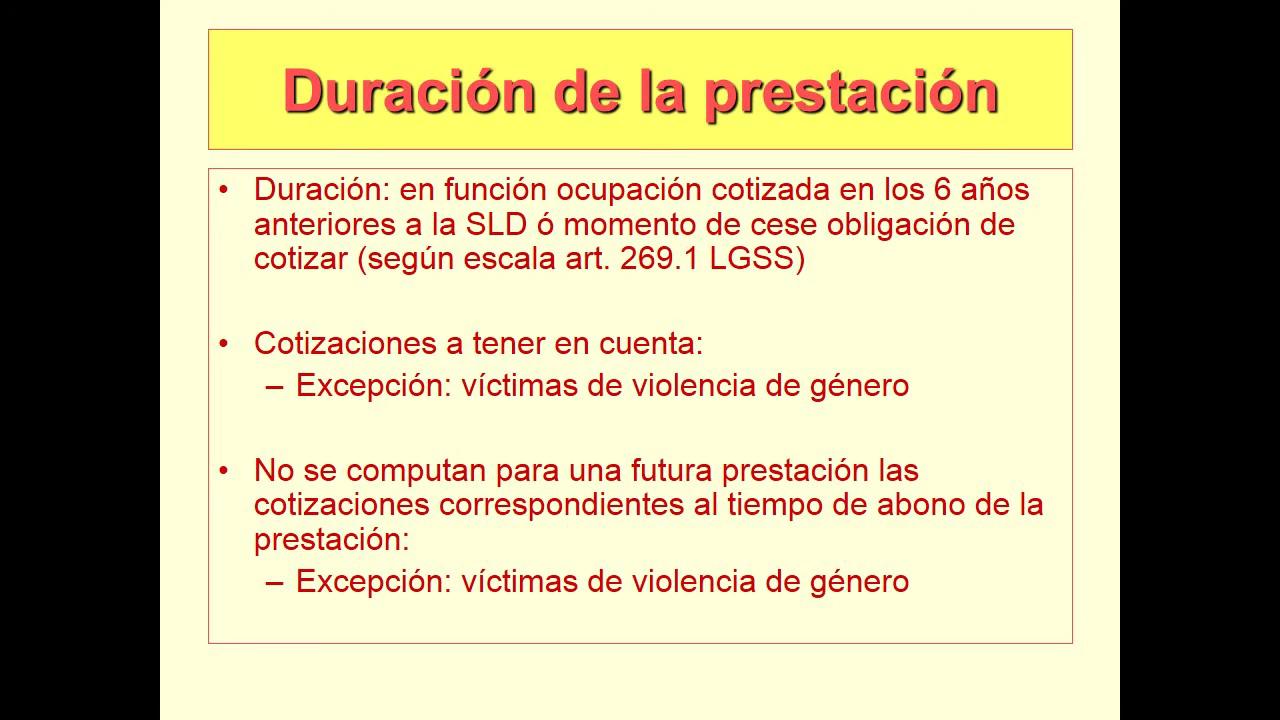 Duración de la prestación
• Duración: en función ocupación cotizada en los 6 años
anteriores a la SLD ó momento de cese obligación de
cotizar (según escala art. 269.1 LGSS)
• Cotizaciones a tener en cuenta:
– Excepción: víctimas de violencia de género
• No se computan para una futura prestación las
cotizaciones correspondientes al tiempo de abono de la
prestación:
– Excepción: víctimas de violencia de género